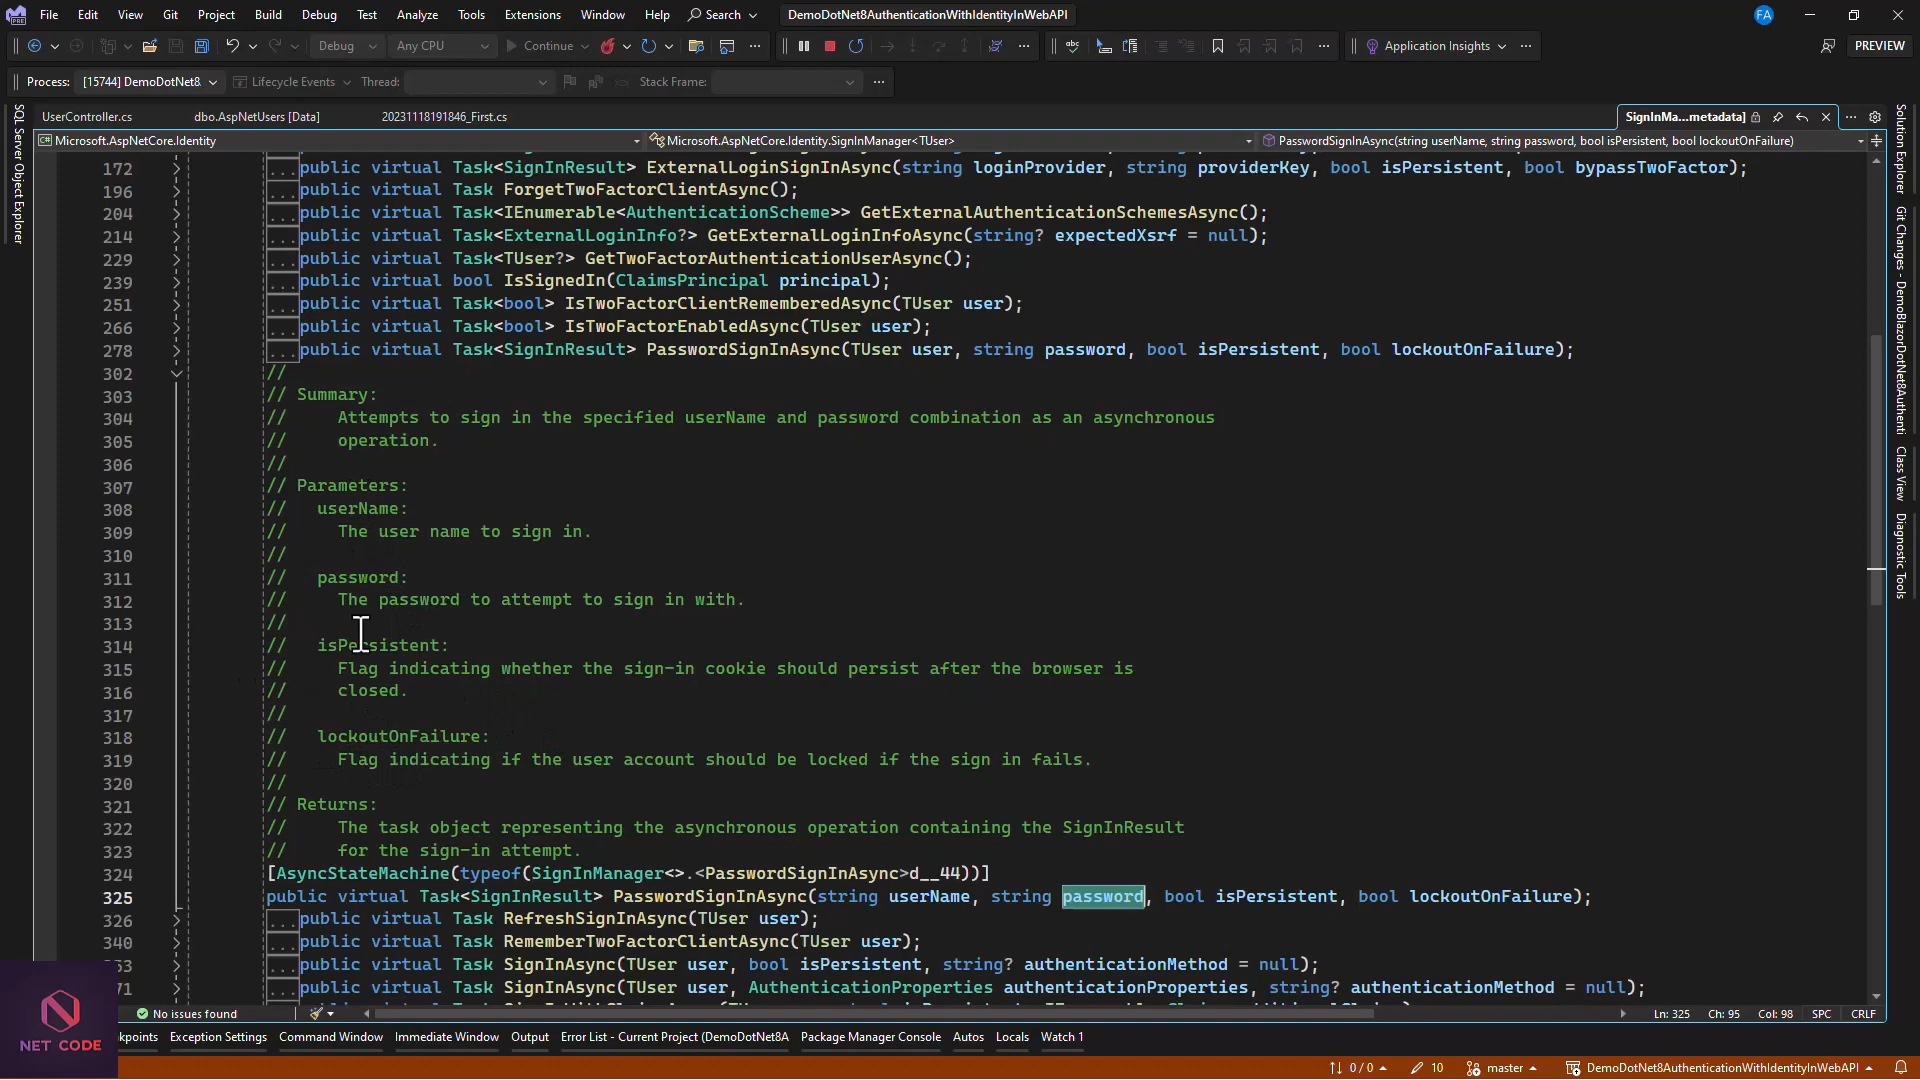 File Edit View Git Project Build Debug Test Analyze Tools Extensions Window Help Search DemoDotNet8AuthenticationWithIdentityInWebAPI FA
Debug Any CPU Continue Application Insights PREVIEW
Process: [15744] DemoDotNet8. Lifecycle Events Thread: Stack Frame:
UserController.cs dbo.AspNetUsers [Data] 20231118191846_First.cs SignInMa...metadata]
Microsoft.AspNetCore.Identity Microsoft.AspNetCore.Identity.SignInManager<TUser> PasswordSignInAsync(string userName, string password, bool isPersistent, bool lockoutOnFailure)
172 ...public virtual Task<SignInResult> ExternalLoginSignInAsync(string loginProvider, string providerKey, bool isPersistent, bool bypassTwoFactor);
196 ...public virtual Task ForgetTwoFactorClientAsync();
204 ...public virtual Task<IEnumerable<AuthenticationScheme>> GetExternalAuthenticationSchemesAsync();
214 ...public virtual Task<ExternalLoginInfo?> GetExternalLoginInfoAsync(string? expectedXsrf = null);
229 ...public virtual Task<TUser?> GetTwoFactorAuthenticationUserAsync();
239 ...public virtual bool IsSignedIn(ClaimsPrincipal principal);
251 ...public virtual Task<bool> IsTwoFactorClientRememberedAsync(TUser user);
266 ...public virtual Task<bool> IsTwoFactorEnabledAsync(TUser user);
278 ...public virtual Task<SignInResult> PasswordSignInAsync(TUser user, string password, bool isPersistent, bool lockoutOnFailure);
302 //
303 // Summary:
304 // Attempts to sign in the specified userName and password combination as an asynchronous
305 // operation.
306 //
307 // Parameters:
308 // userName:
309 // The user name to sign in.
310 //
311 // password:
312 // The password to attempt to sign in with.
313 //
314 // isPersistent:
315 // Flag indicating whether the sign-in cookie should persist after the browser is
316 // closed.
317 //
318 // lockoutOnFailure:
319 // Flag indicating if the user account should be locked if the sign in fails.
320 //
321 // Returns:
322 // The task object representing the asynchronous operation containing the SignInResult
323 // for the sign-in attempt.
324 [AsyncStateMachine(typeof(SignInManager<>.<PasswordSignInAsync>d__44))]
325 public virtual Task<SignInResult> PasswordSignInAsync(string userName, string password, bool isPersistent, bool lockoutOnFailure);
326 ...public virtual Task RefreshSignInAsync(TUser user);
340 ...public virtual Task RememberTwoFactorClientAsync(TUser user);
53 ...public virtual Task SignInAsync(TUser user, bool isPersistent, string? authenticationMethod = null);
71 ...public virtual Task SignInAsync(TUser user, AuthenticationProperties authenticationProperties, string? authenticationMethod = null);
No issues found Ln: 325 Ch: 95 Col: 98 SPC CRLF
kpoints Exception Settings Command Window Immediate Window Output Error List - Current Project (DemoDotNet8A Package Manager Console Autos Locals Watch 1
0 / 0 10 master DemoDotNet8AuthenticationWithIdentityInWebAPI
NET CODE
SQL Server Object Explorer
Solution Explorer
Git Changes - DemoBlazorDotNet8Authenti
Class View
Diagnostic Tools